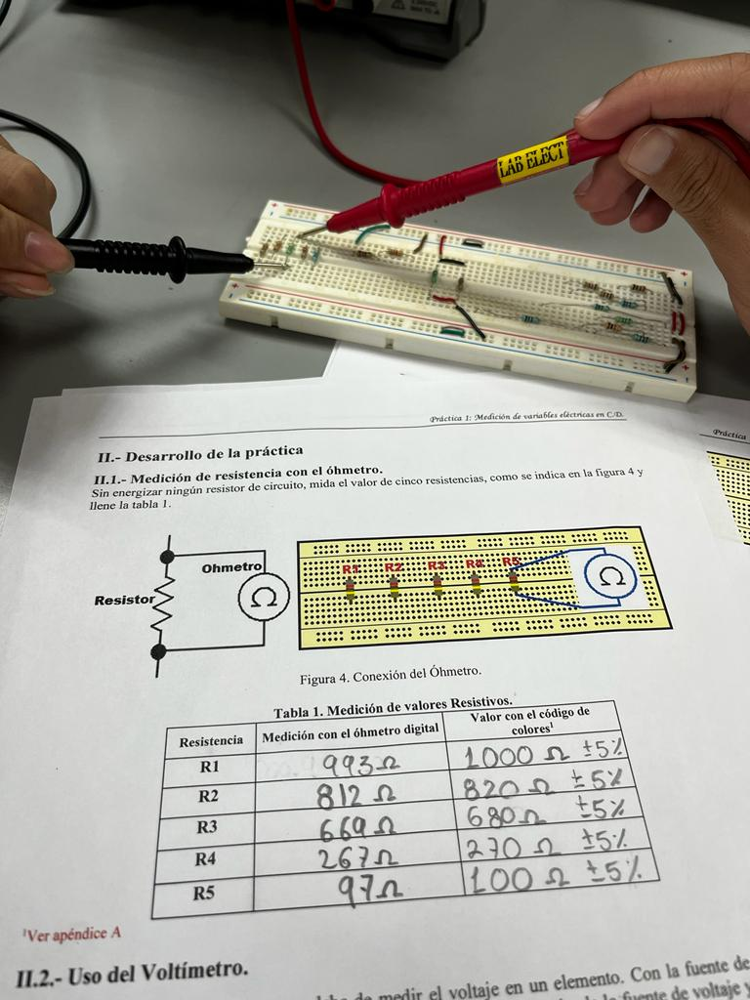 LAB ELECT
Práctica 1: Medición de variables eléctricas en C/D.
Práctica
II.- Desarrollo de la práctica
II.1.- Medición de resistencia con el óhmetro.
Sin energizar ningún resistor de circuito, mida el valor de cinco resistencias, como se indica en la figura 4 y
llene la tabla 1.
Resistor
Ohmetro
Ω
R1 R2 R3 R4 R5
Ω
Figura 4. Conexión del Óhmetro.
Tabla 1. Medición de valores Resistivos.
Resistencia Medición con el óhmetro digital Valor con el código de
colores¹
R1 993Ω 1000 Ω ±5%
R2 812 Ω 820 Ω ±5%
R3 669 Ω 680Ω ±5%
R4 267Ω 270 Ω ±5%
R5 97Ω 100 Ω ±5%
¹Ver apéndice A
II.2.- Uso del Voltímetro.
de medir el voltaje en un elemento. Con la fuente de
fuente de voltaje y